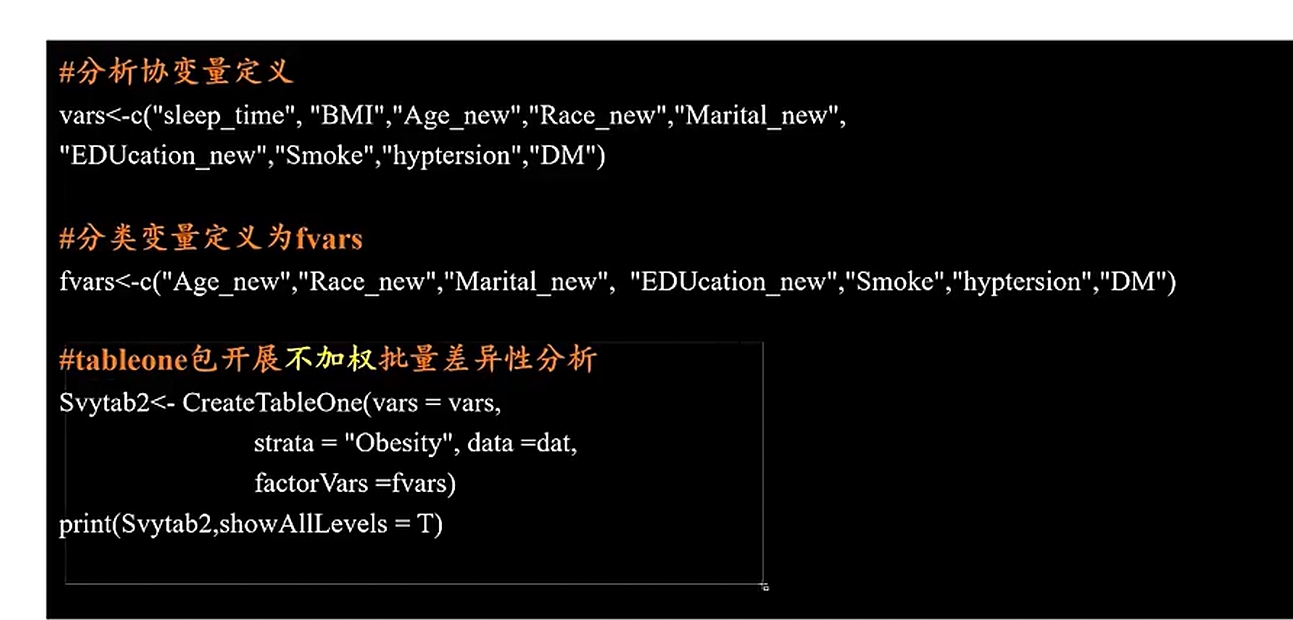 #分析协变量定义
vars<-c("sleep_time", "BMI","Age_new","Race_new","Marital_new",
"EDUcation_new","Smoke","hyptersion","DM")
#分类变量定义为fvars
fvars<-c("Age_new","Race_new","Marital_new", "EDUcation_new","Smoke","hyptersion","DM")
#tableone包开展不加权批量差异性分析
Svytab2<- CreateTableOne(vars = vars,
strata = "Obesity", data =dat,
factorVars =fvars)
print(Svytab2,showAllLevels = T)